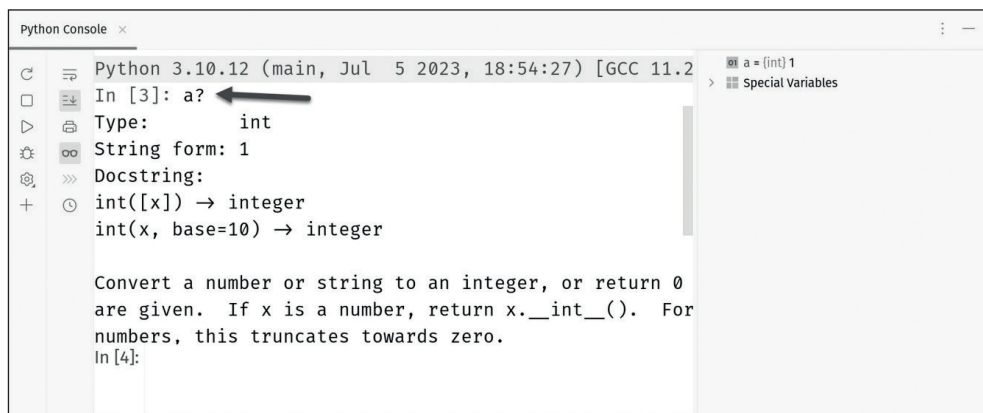 Python Console
Python 3.10.12 (main, Jul  5 2023, 18:54:27) [GCC 11.2
In [3]: a?
Type:        int
String form: 1
Docstring:
int([x]) → integer
int(x, base=10) → integer
Convert a number or string to an integer, or return 0
are given.  If x is a number, return x.__int__().  For
numbers, this truncates towards zero.
In [4]:
01 a = {int} 1
Special Variables